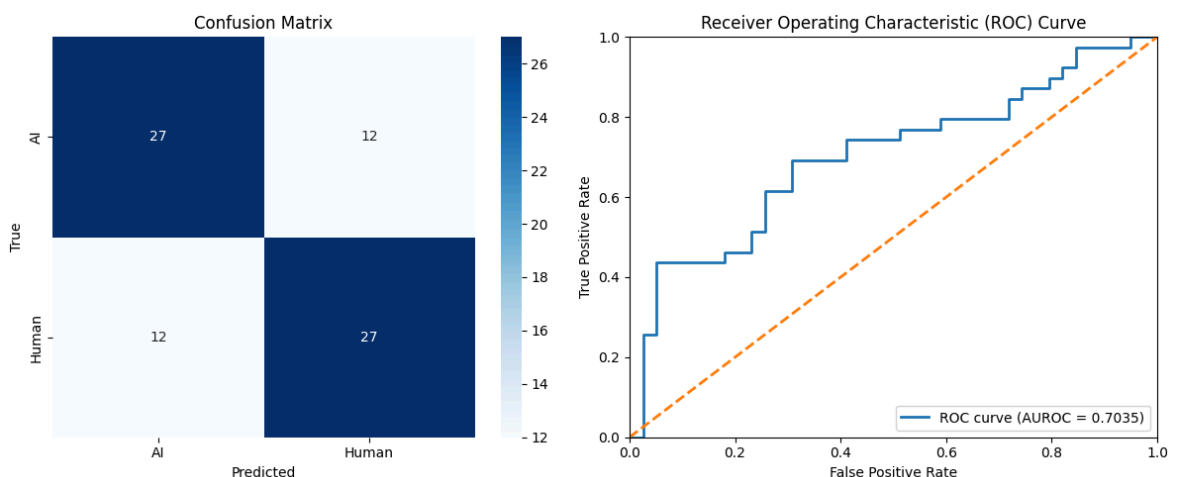 Confusion Matrix
AI
Human
True
27
12
12
27
AI
Human
Predicted
26
24
22
20
18
16
14
12
Receiver Operating Characteristic (ROC) Curve
True Positive Rate
1.0
0.8
0.6
0.4
0.2
0.0
0.0
0.2
0.4
0.6
0.8
1.0
False Positive Rate
ROC curve (AUROC = 0.7035)